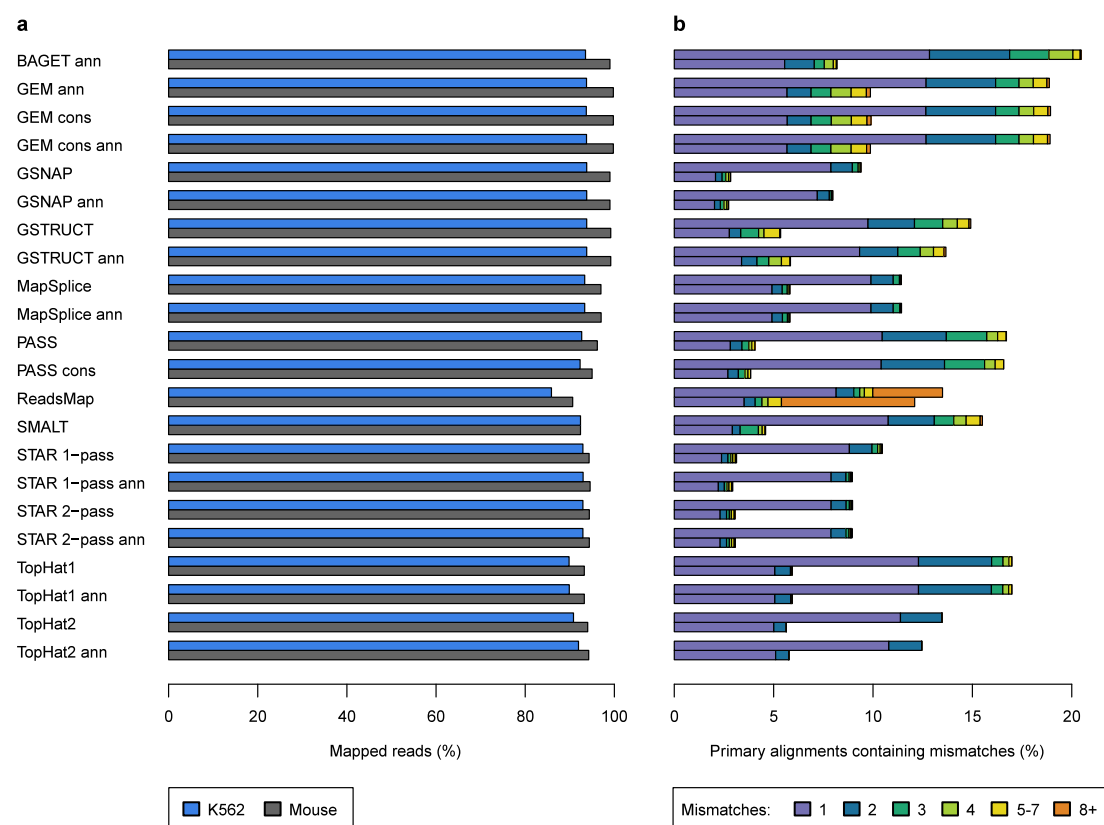 a
b
BAGET ann
GEM ann
GEM cons
GEM cons ann
GSNAP
GSNAP ann
GSTRUCT
GSTRUCT ann
MapSplice
MapSplice ann
PASS
PASS cons
ReadsMap
SMALT
STAR 1−pass
STAR 1−pass ann
STAR 2−pass
STAR 2−pass ann
TopHat1
TopHat1 ann
TopHat2
TopHat2 ann
0 20 40 60 80 100
Mapped reads (%)
K562 Mouse
0 5 10 15 20
Primary alignments containing mismatches (%)
Mismatches: 1 2 3 4 5-7 8+